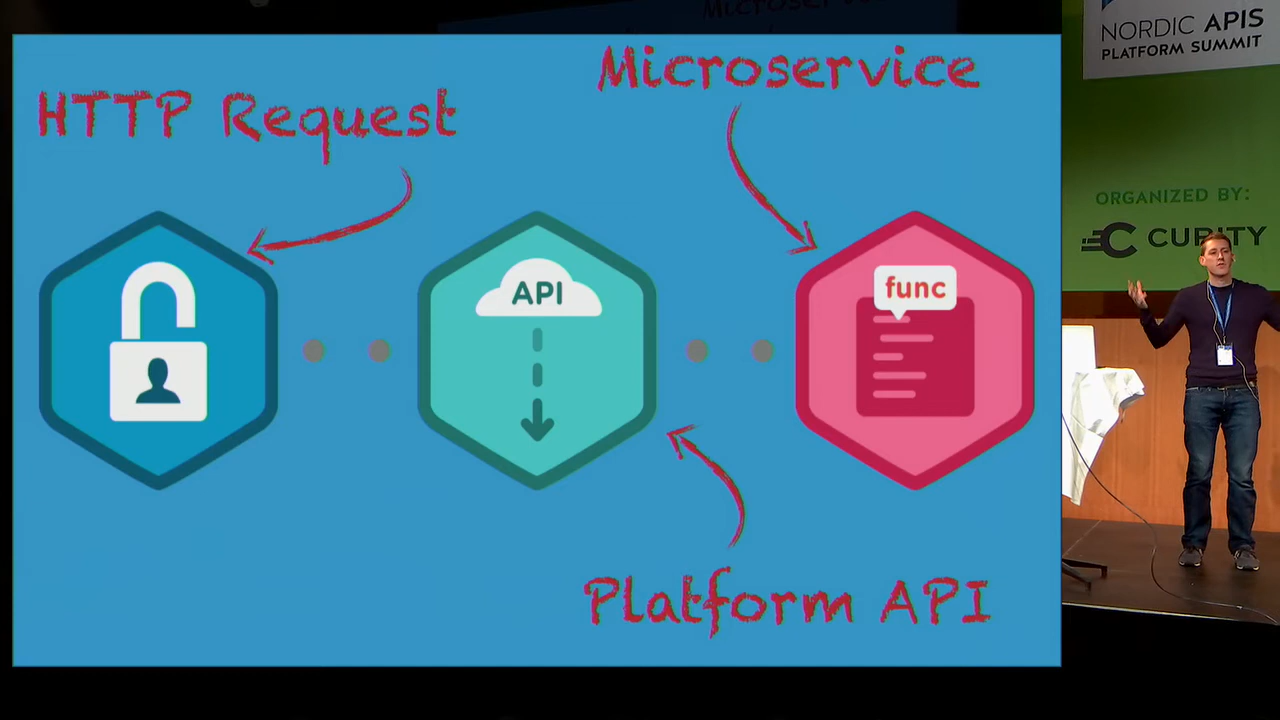 HTTP Request
Microservice
API
func
Platform API
NORDIC APIS
PLATFORM SUMMIT
ORGANIZED BY:
CURITY